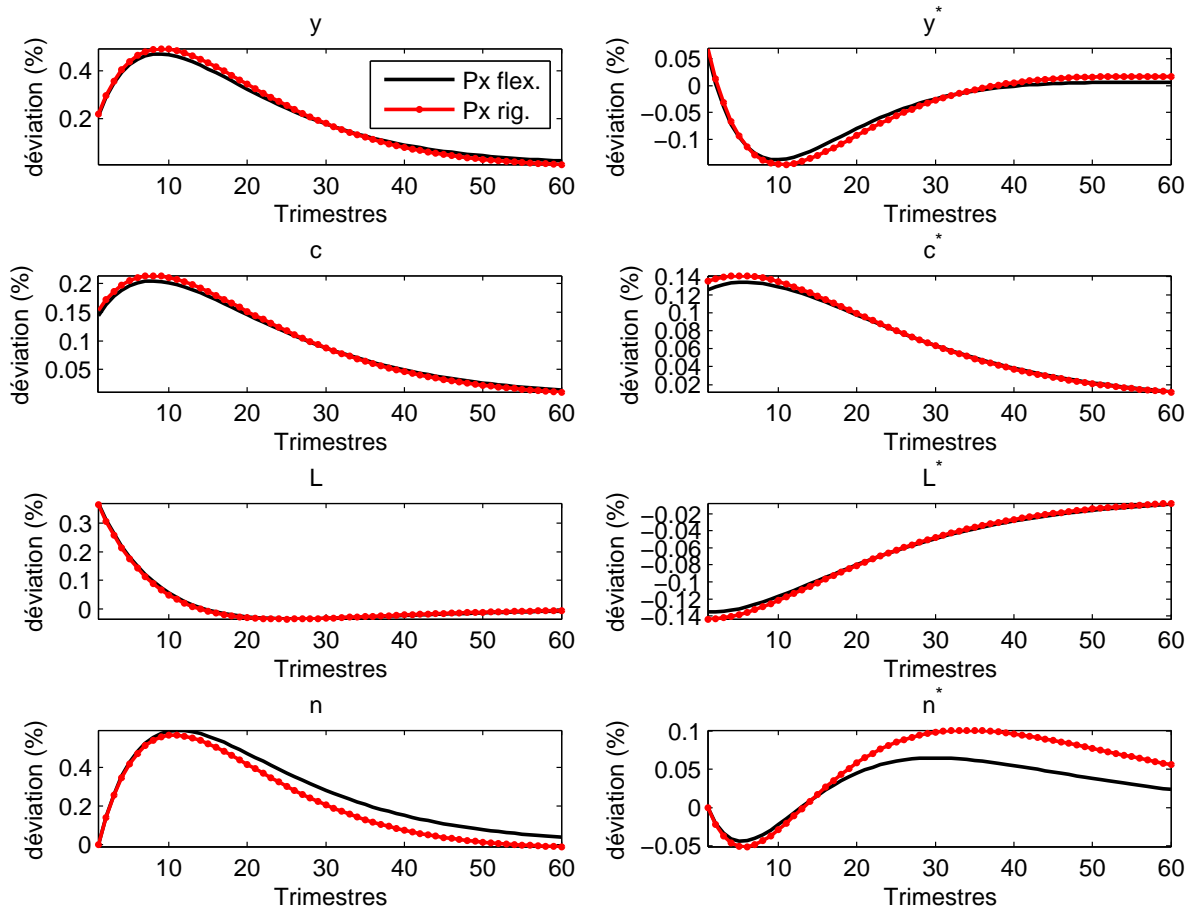 y
déviation (%)
0.4
0.2
10 20 30 40 50 60
Trimestres
Px flex.
Px rig.
y*
déviation (%)
0.05
0
−0.05
−0.1
10 20 30 40 50 60
Trimestres
c
déviation (%)
0.2
0.15
0.1
0.05
10 20 30 40 50 60
Trimestres
c*
déviation (%)
0.14
0.12
0.1
0.08
0.06
0.04
0.02
10 20 30 40 50 60
Trimestres
L
déviation (%)
0.3
0.2
0.1
0
10 20 30 40 50 60
Trimestres
L*
déviation (%)
−0.02
−0.04
−0.06
−0.08
−0.1
−0.12
−0.14
10 20 30 40 50 60
Trimestres
n
déviation (%)
0.4
0.2
0
10 20 30 40 50 60
Trimestres
n*
déviation (%)
0.1
0.05
0
−0.05
10 20 30 40 50 60
Trimestres